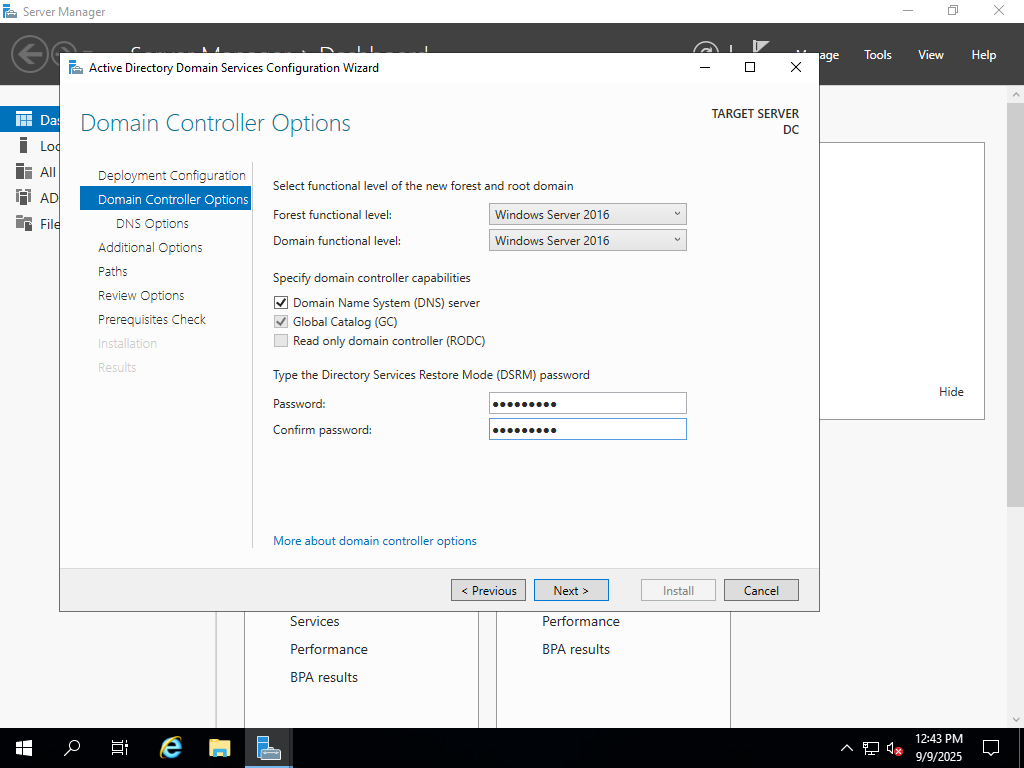 Server Manager
Manage
Tools
View
Help
Active Directory Domain Services Configuration Wizard
Domain Controller Options
TARGET SERVER
DC
Deployment Configuration
Domain Controller Options
DNS Options
Additional Options
Paths
Review Options
Prerequisites Check
Installation
Results
Select functional level of the new forest and root domain
Forest functional level: Windows Server 2016
Domain functional level: Windows Server 2016
Specify domain controller capabilities
Domain Name System (DNS) server
Global Catalog (GC)
Read only domain controller (RODC)
Type the Directory Services Restore Mode (DSRM) password
Password: ●●●●●●●●●
Confirm password: ●●●●●●●●●
More about domain controller options
< Previous
Next >
Install
Cancel
All
AD
File
Hide
Services
Performance
BPA results
Performance
BPA results
12:43 PM
9/9/2025